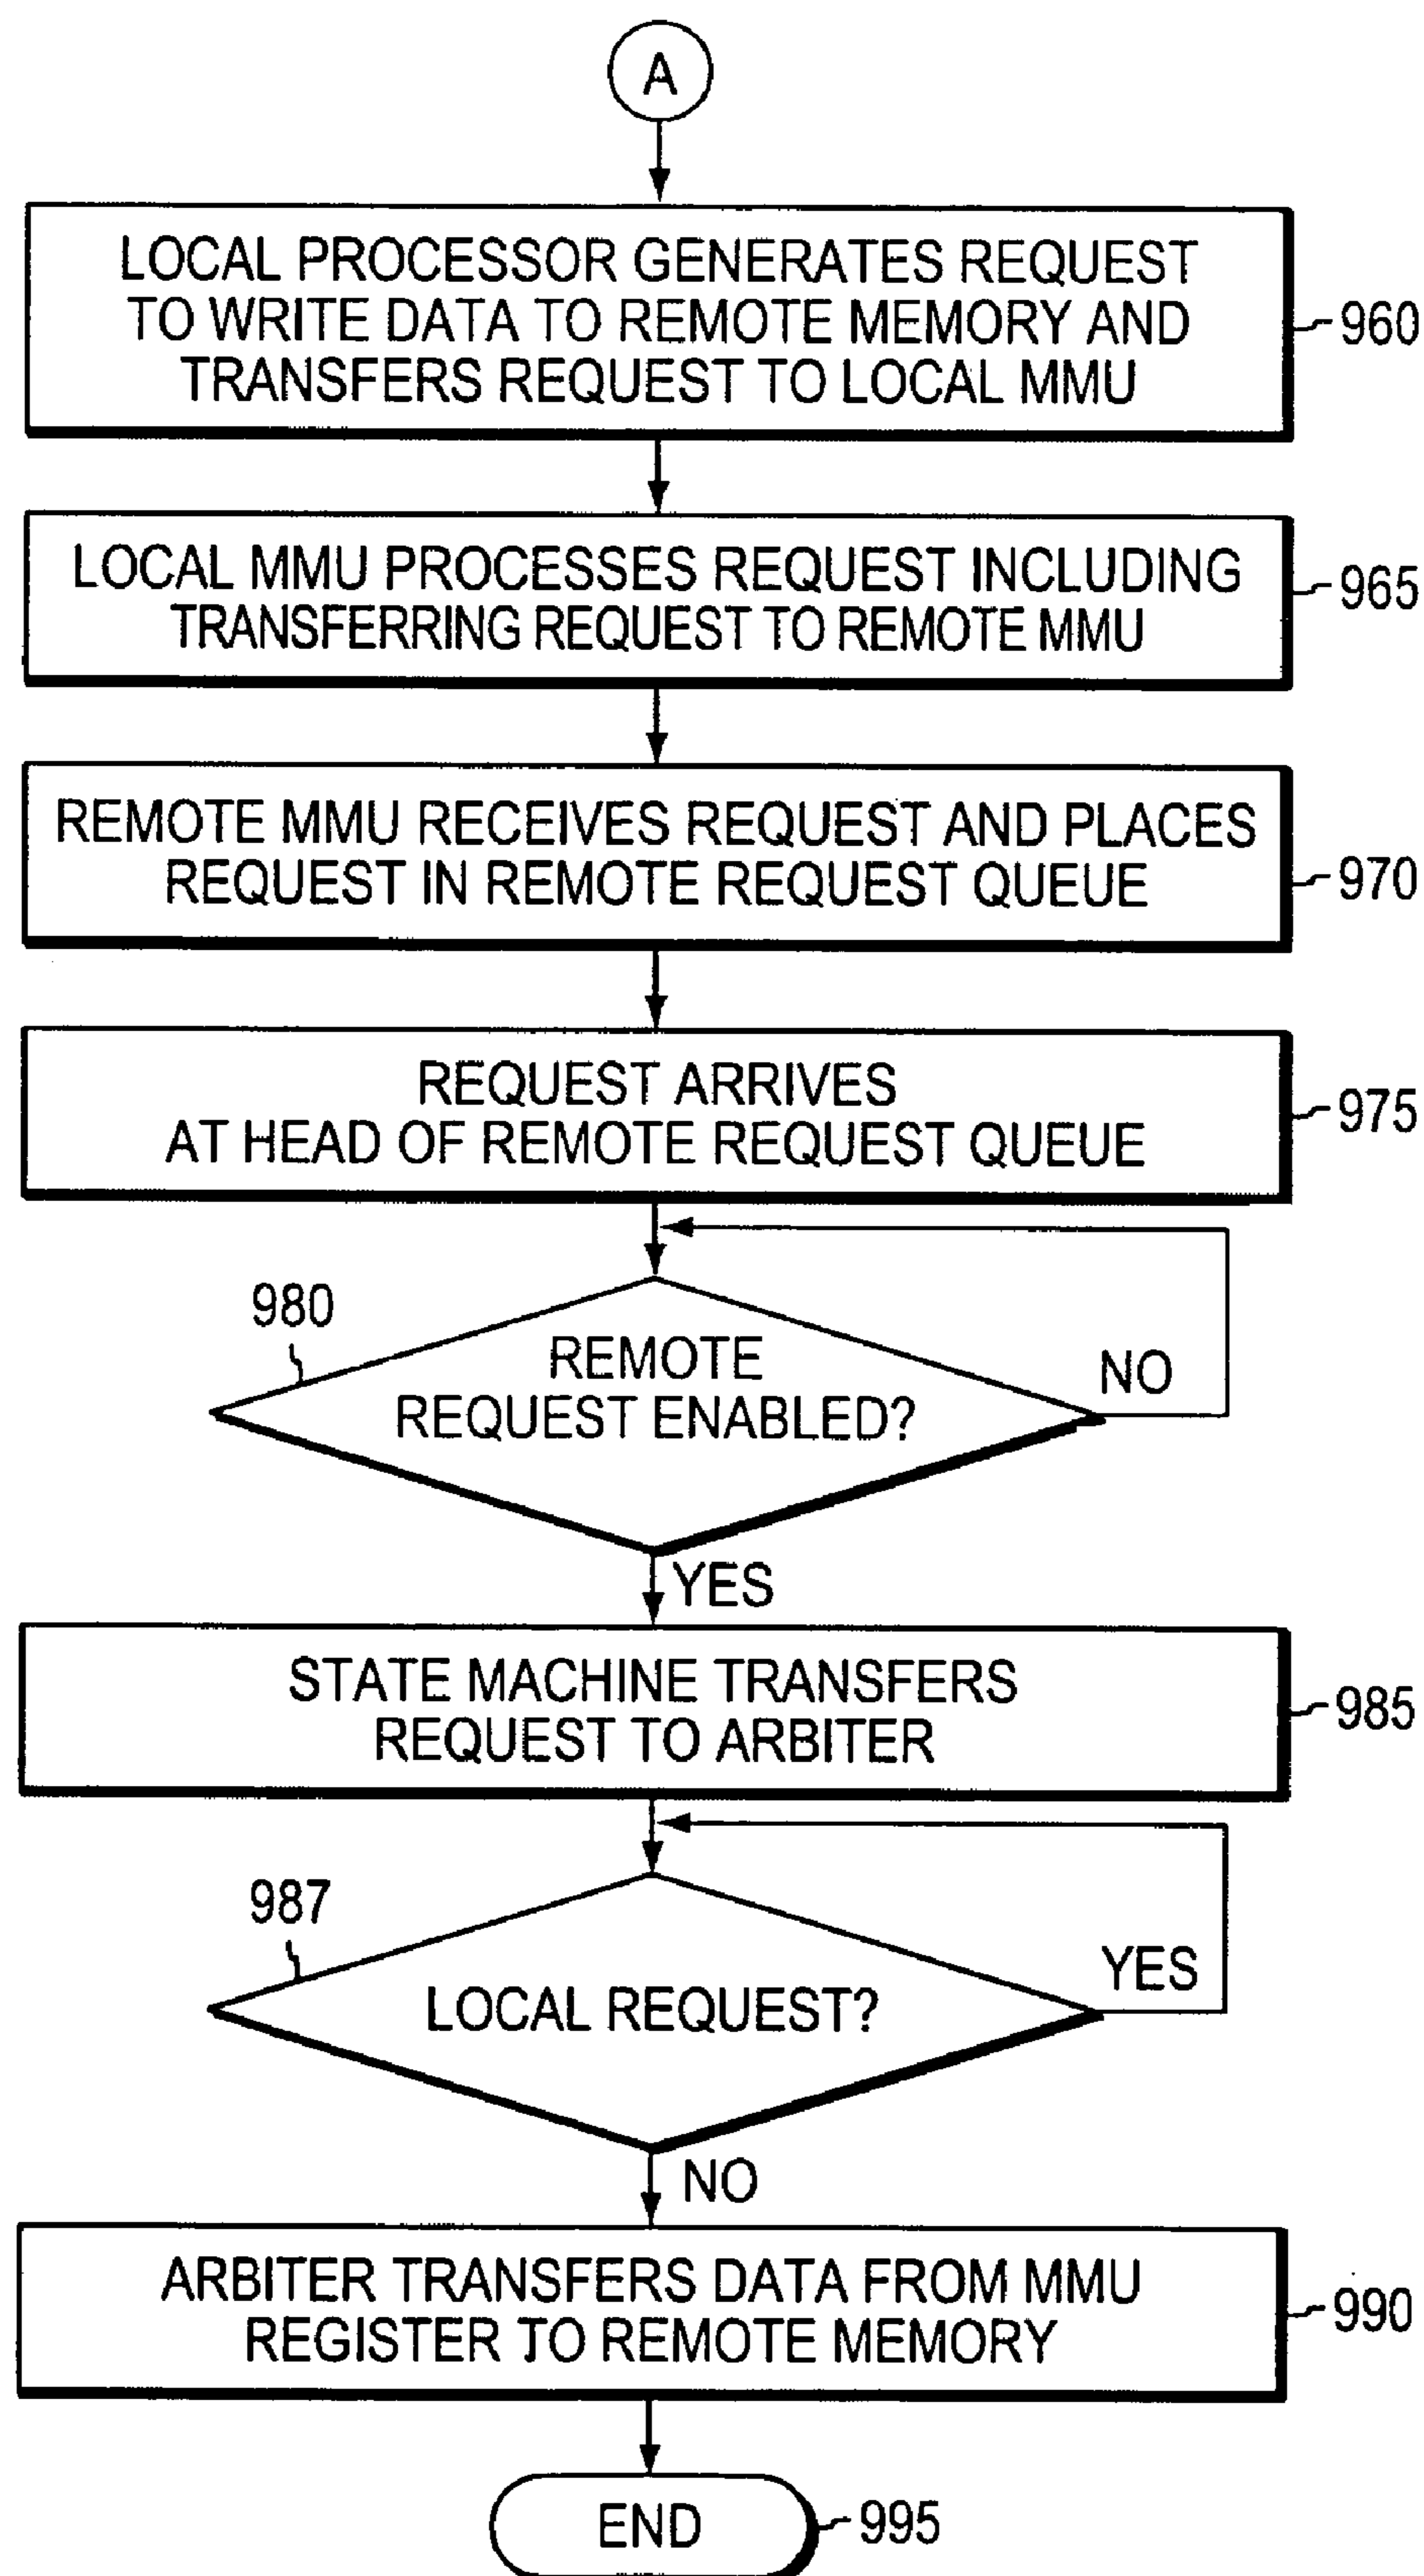 A
LOCAL PROCESSOR GENERATES REQUEST
TO WRITE DATA TO REMOTE MEMORY AND
TRANSFERS REQUEST TO LOCAL MMU
960
LOCAL MMU PROCESSES REQUEST INCLUDING
TRANSFERRING REQUEST TO REMOTE MMU
965
REMOTE MMU RECEIVES REQUEST AND PLACES
REQUEST IN REMOTE REQUEST QUEUE
970
REQUEST ARRIVES
AT HEAD OF REMOTE REQUEST QUEUE
975
980
REMOTE
REQUEST ENABLED?
NO
YES
STATE MACHINE TRANSFERS
REQUEST TO ARBITER
985
987
LOCAL REQUEST?
YES
NO
ARBITER TRANSFERS DATA FROM MMU
REGISTER TO REMOTE MEMORY
990
END
995